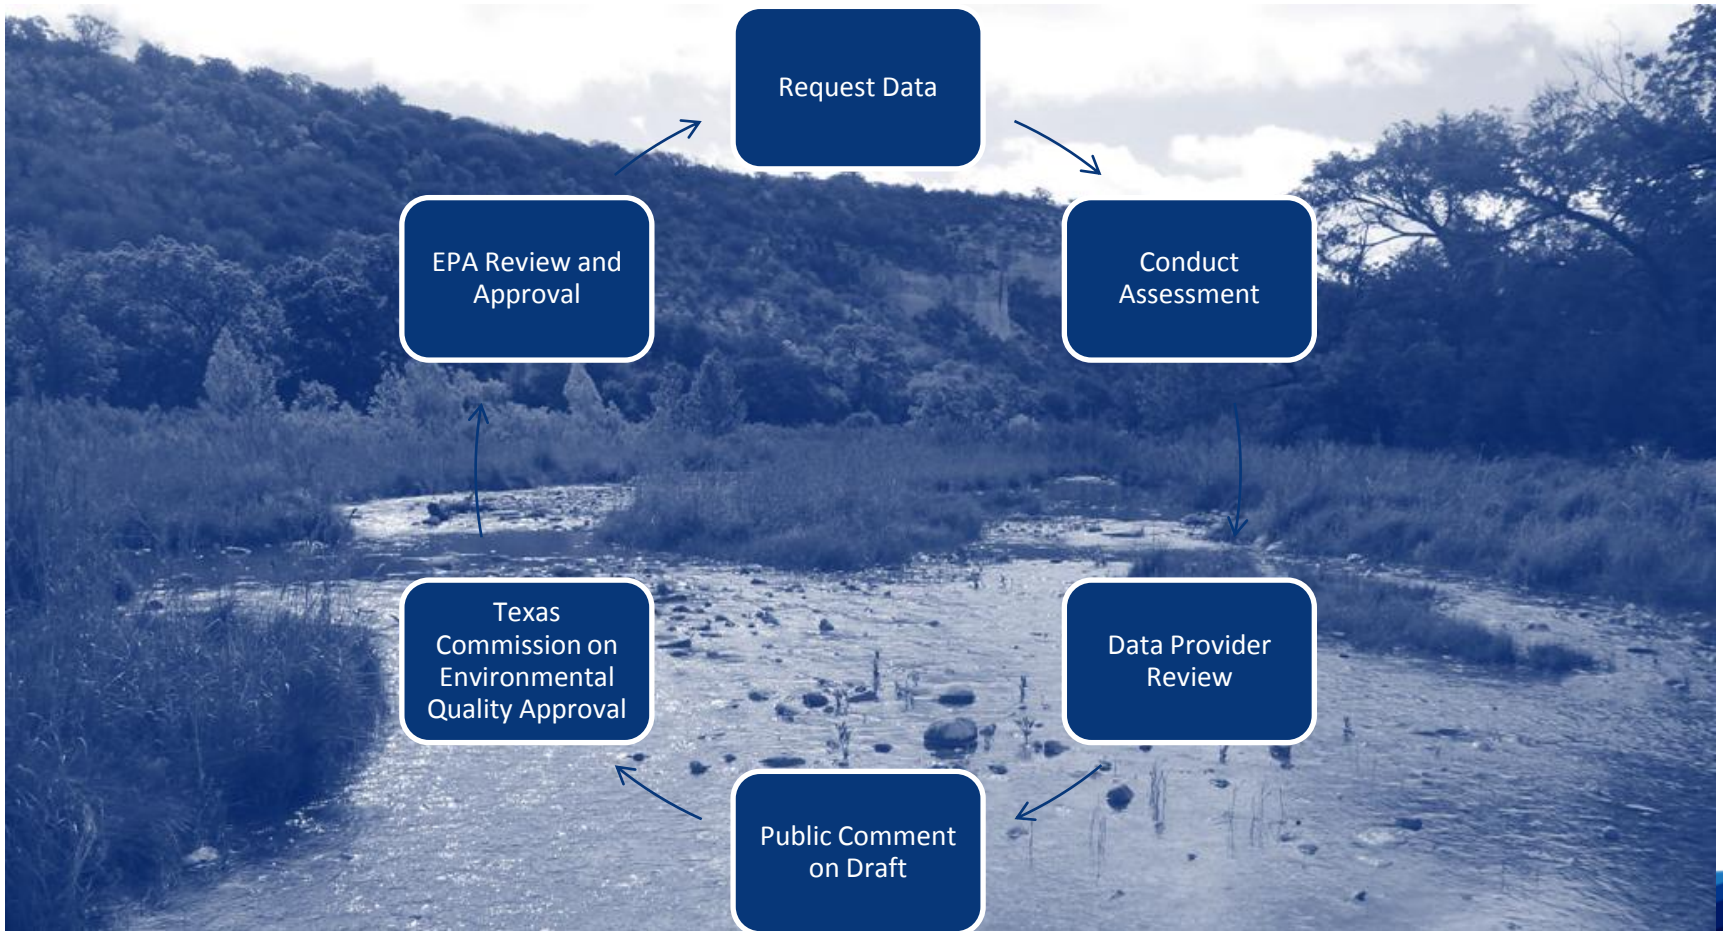 Request Data
Conduct
Assessment
Data Provider
Review
Public Comment
on Draft
Texas
Commission on
Environmental
Quality Approval
EPA Review and
Approval